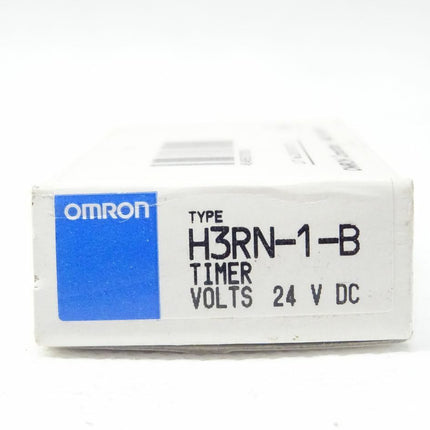 OMRON
TYPE
H3RN-1-B
TIMER
VOLTS 24 V DC